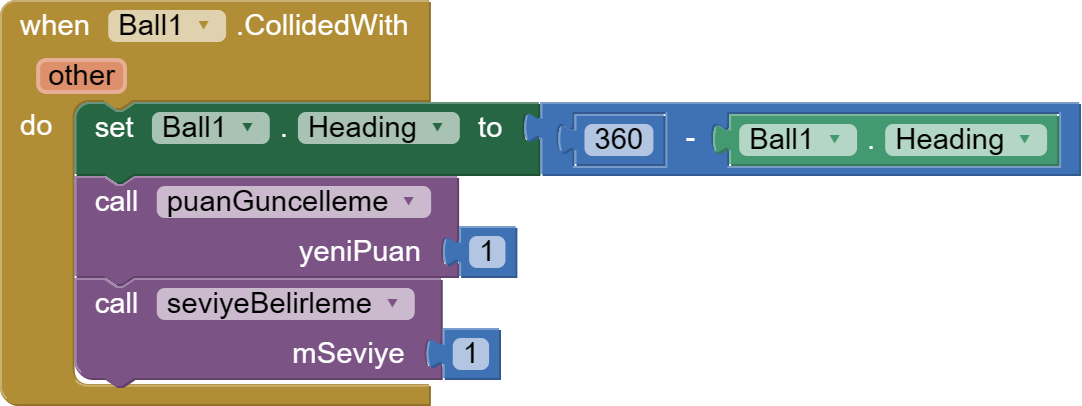 when Ball1 .CollidedWith
other
do set Ball1 . Heading to 360 - Ball1 . Heading
call puanGuncelleme
yeniPuan 1
call seviyeBelirleme
mSeviye 1